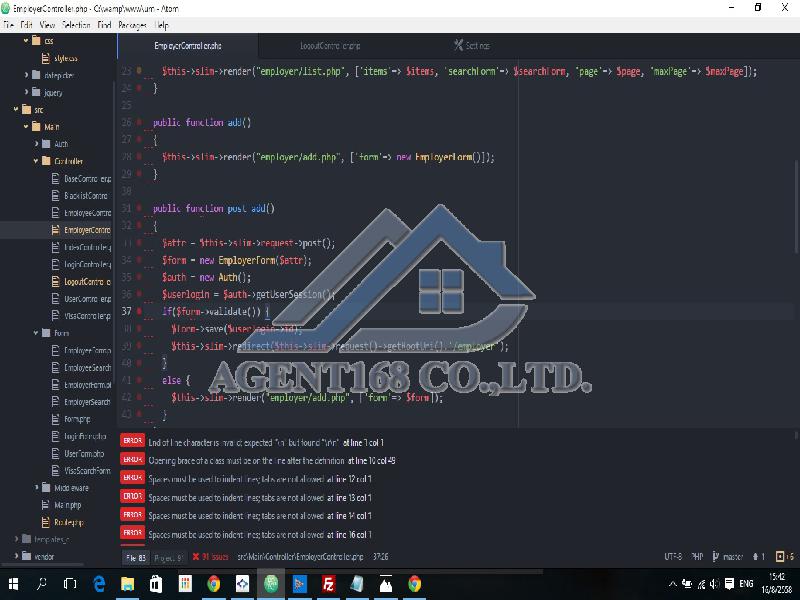 EmployerController.php - C:\wamp\www\Aum - Atom
File Edit View Selection Find Packages Help
css
style.css
datepicker
jquery
src
Main
Auth
Controller
BaseController.p
BlacklistControl
EmployeeContro
EmployerContro
IndexController.p
LoginController.p
LogoutControlle
UserController.p
VisaController.p
Form
EmployeeForm.p
EmployeeSearch
EmployerForm.p
EmployerSearch
Form.php
LoginForm.php
UserForm.php
VisaSearchForm
Middleware
Main.php
Route.php
templates_c
vendor
EmployerController.php LogoutController.php Settings
23 $this->slim->render("employer/list.php", ['items'=> $items, 'searchForm'=> $searchForm, 'page'=> $page, 'maxPage'=> $maxPage]);
24 }
25
26 public function add()
27 {
28 $this->slim->render("employer/add.php", ['form'=> new EmployerForm()]);
29 }
30
31 public function post_add()
32 {
33 $attr = $this->slim->request->post();
34 $form = new EmployerForm($attr);
35 $auth = new Auth();
36 $userlogin = $auth->getUserSession();
37 if($form->validate()) {
38 $form->save($userlogin->id);
39 $this->slim->redirect($this->slim->request()->getRootUri().'/employer');
40 }
41 else {
42 $this->slim->render("employer/add.php", ['form'=> $form]);
43 }
AGENT168 CO.,LTD.
ERROR End of line character is invalid; expected "\n" but found "\r\n" at line 1 col 1
ERROR Opening brace of a class must be on the line after the definition at line 10 col 49
ERROR Spaces must be used to indent lines; tabs are not allowed at line 12 col 1
ERROR Spaces must be used to indent lines; tabs are not allowed at line 13 col 1
ERROR Spaces must be used to indent lines; tabs are not allowed at line 14 col 1
ERROR Spaces must be used to indent lines; tabs are not allowed at line 16 col 1
File 83 Project 91 91 Issues src\Main\Controller\EmployerController.php 37:26 UTF-8 PHP master 1 +6
ENG 15:42
16/8/2558